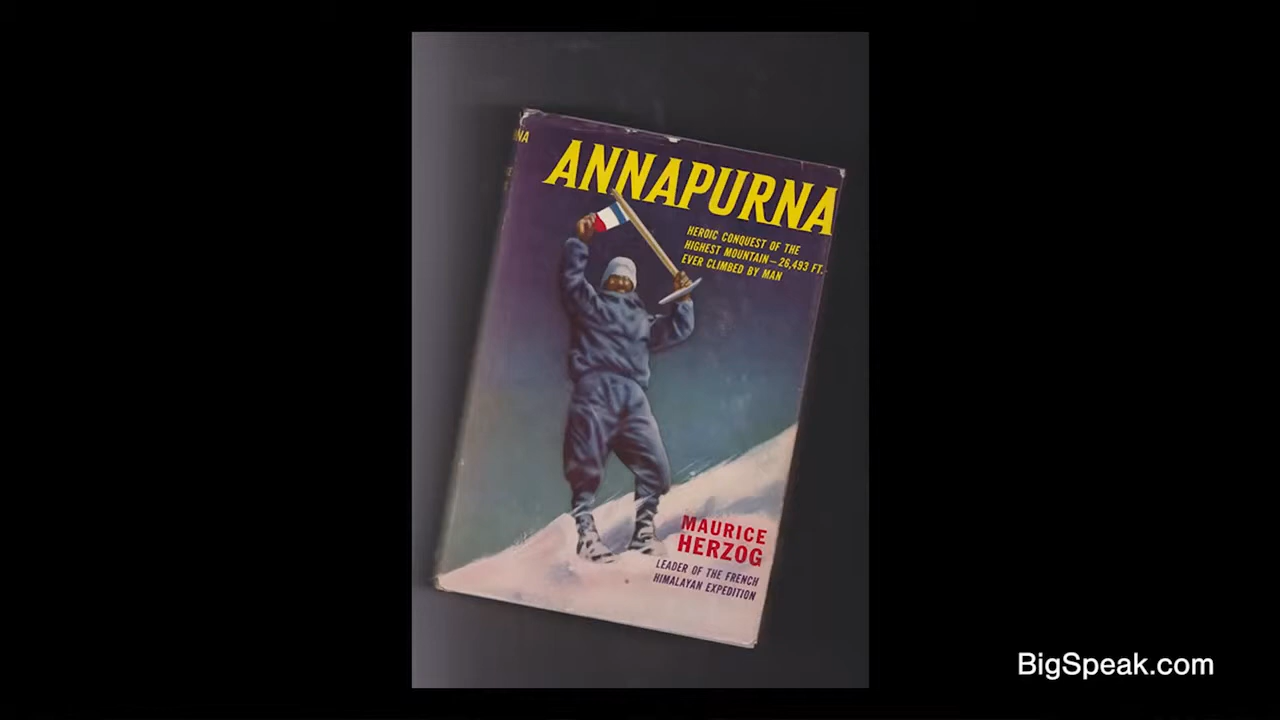 NNA
ANNAPURNA
HEROIC CONQUEST OF THE
HIGHEST MOUNTAIN—26,493 FT.
EVER CLIMBED BY MAN
MAURICE
HERZOG
LEADER OF THE FRENCH
HIMALAYAN EXPEDITION
BigSpeak.com